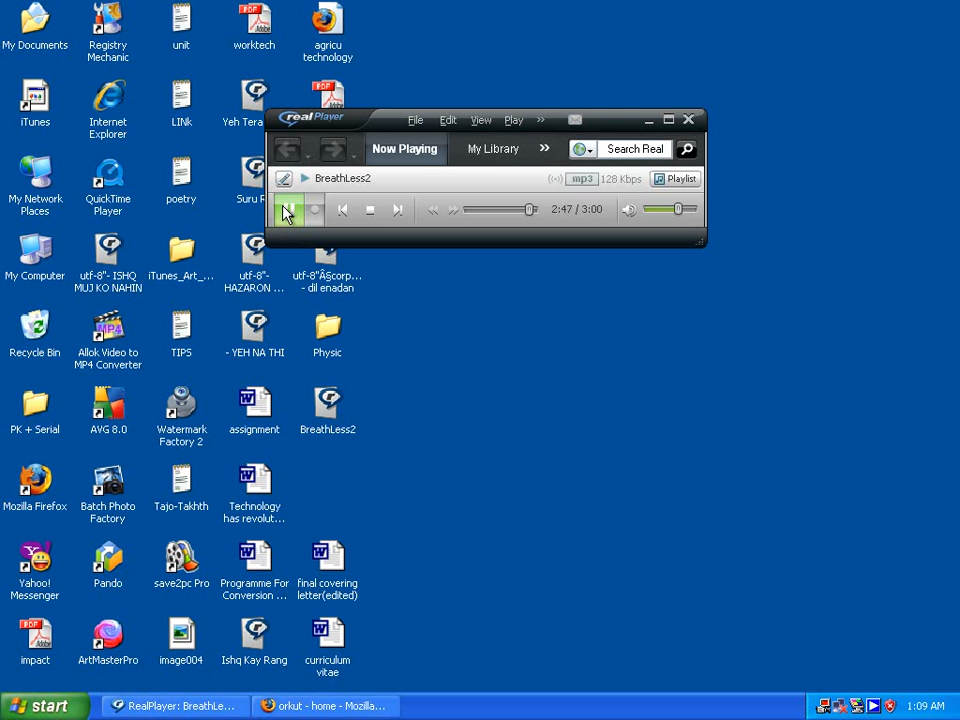 My Documents
Registry
Mechanic
unit
worktech
agricu
technology
iTunes
Internet
Explorer
LINk
Yeh Tera
My Network
Places
QuickTime
Player
poetry
Suru R
realPlayer
File
Edit
View
Play
»
Now Playing
My Library
»
Search Real
BreathLess2
mp3
128 Kbps
Playlist
2:47 / 3:00
My Computer
utf-8"- ISHQ
MUJ KO NAHIN
iTunes_Art_...
utf-8"-
HAZARON ...
utf-8"Â§corp...
- dil enadan
Recycle Bin
Allok Video to
MP4 Converter
MP4
TIPS
- YEH NA THI
Physic
PK + Serial
AVG 8.0
Watermark
Factory 2
assignment
BreathLess2
Mozilla Firefox
Batch Photo
Factory
Tajo-Takhth
Technology
has revolut...
Yahoo!
Messenger
Pando
save2pc Pro
Programme For
Conversion ...
final covering
letter(edited)
impact
ArtMasterPro
image004
Ishq Kay Rang
curriculum
vitae
start
RealPlayer: BreathLe...
orkut - home - Mozilla...
1:09 AM